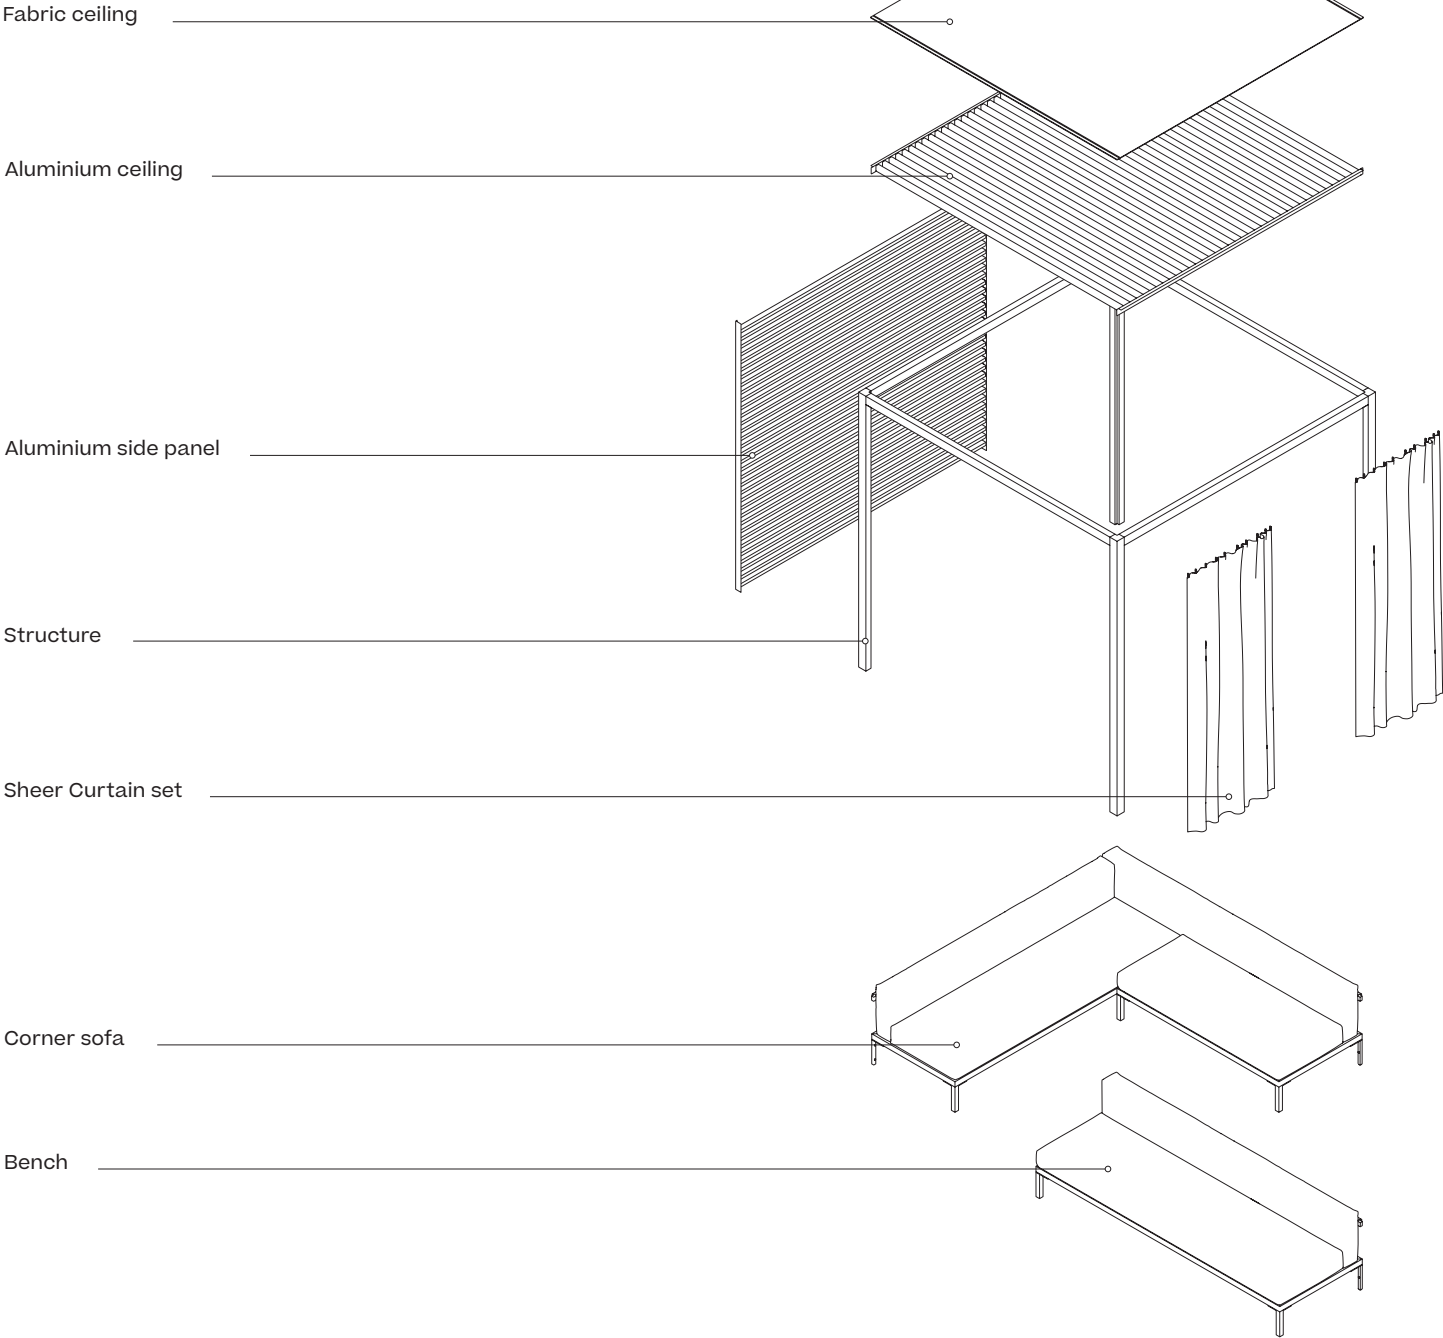 Fabric ceiling
Aluminium ceiling
Aluminium side panel
Structure
Sheer Curtain set
Corner sofa
Bench